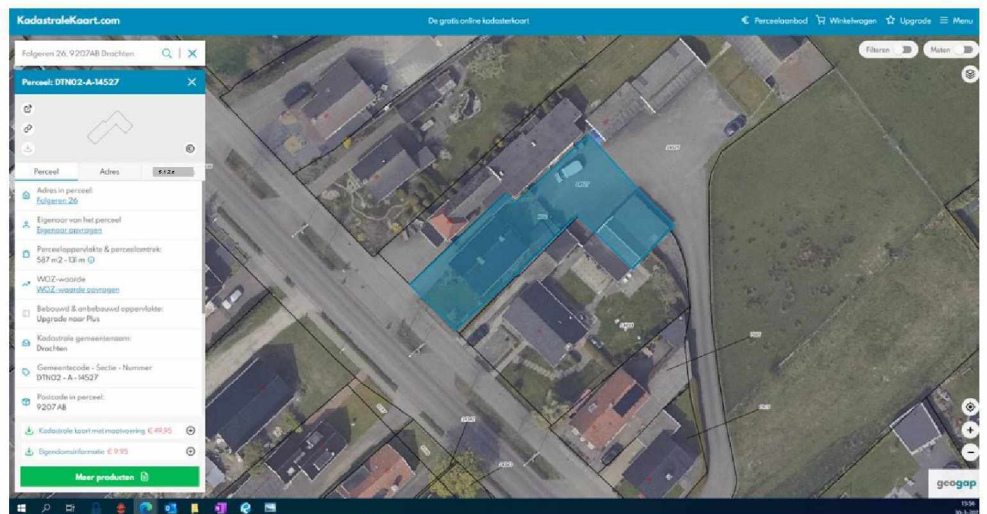 KadastraleKaart.com
De gratis online kadasterkaart
€ Perceelaanbod Winkelwagen Upgrade Menu
Folgeren 26, 9207AB Drachten
Filteren
Maten
Perceel: DTN02-A-14527
Perceel Adres
Adres in perceel:
Folgeren 26
Eigenaar van het perceel
Eigenaar opvragen
Perceeloppervlakte & perceelomtrek:
587 m2 - 131 m
WOZ-waarde
WOZ-waarde opvragen
Bebouwd & onbebouwd oppervlakte:
Upgrade naar Plus
Kadastrale gemeentenaam:
Drachten
Gemeentecode - Sectie - Nummer
DTN02 - A - 14527
Postcode in perceel:
9207 AB
Kadastrale kaart met maatvoering € 49,95
Eigendomsinformatie € 9,95
Meer producten
geogap
15:56